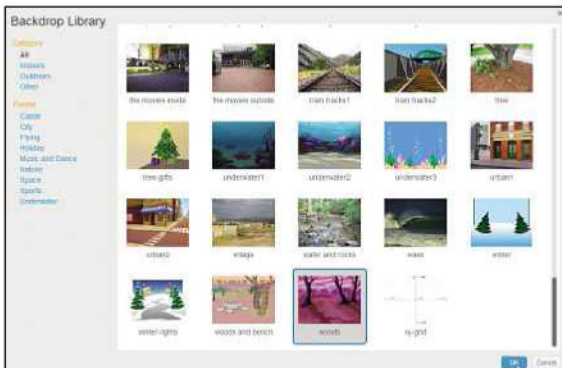 Backdrop Library
Category
All
Indoors
Outdoors
Other
Theme
Castle
City
Flying
Holiday
Music and Dance
Nature
Space
Sports
Underwater
the movies inside
the movies outside
train tracks1
train tracks2
tree
tree-gifts
underwater1
underwater2
underwater3
urban1
urban2
village
water and rocks
wave
winter
winter-lights
woods and bench
woods
xy-grid
OK
Cancel